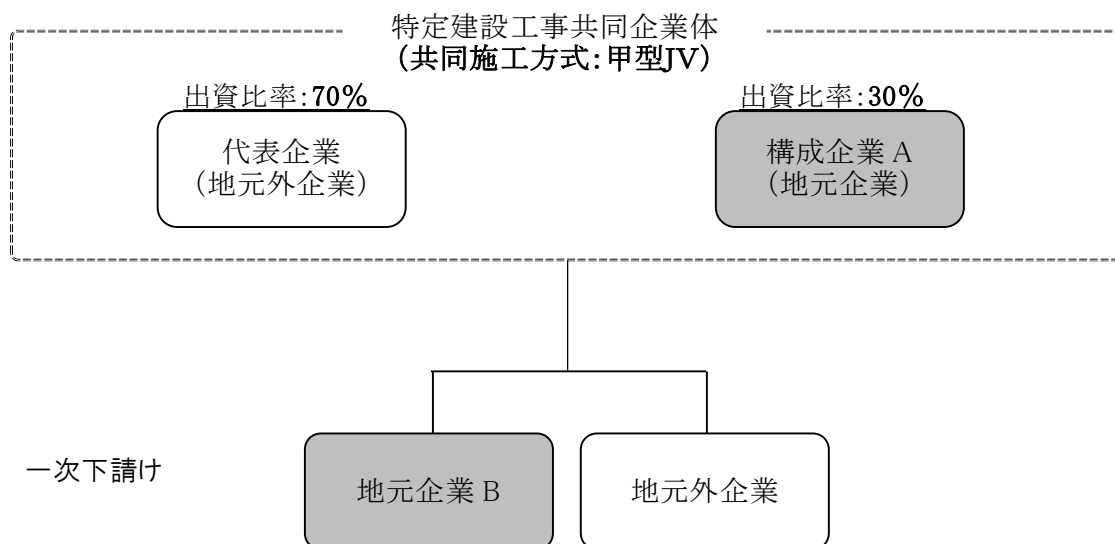 特定建設工事共同企業体
（共同施工方式：甲型JV）
出資比率：70%
出資比率：30%
代表企業
（地元外企業）
構成企業 A
（地元企業）
一次下請け
地元企業 B
地元外企業